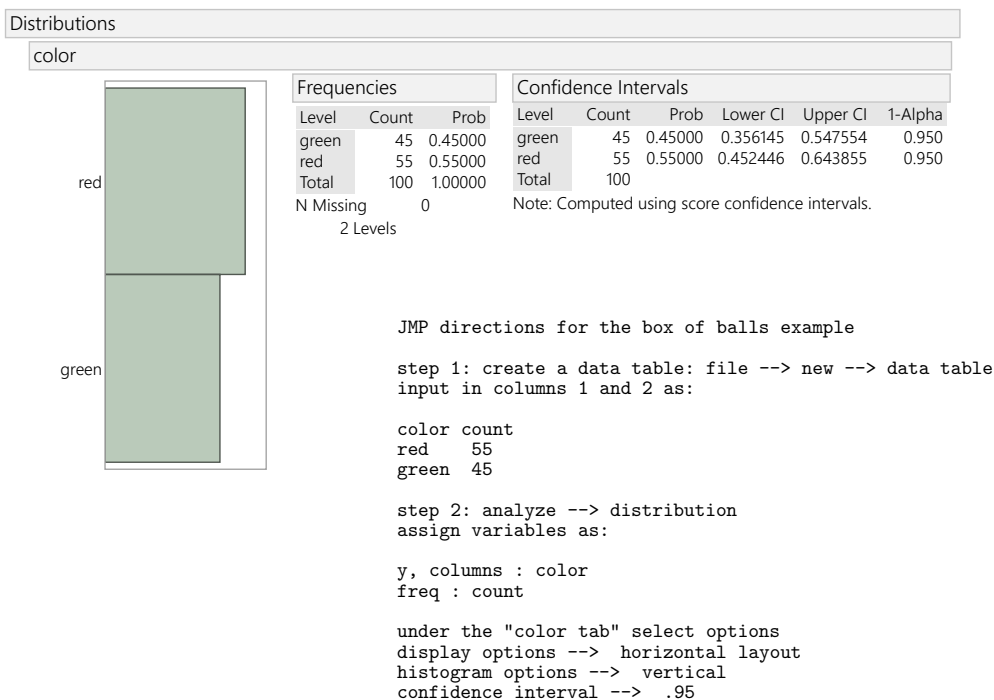 Distributions
color
red
green
Frequencies
Level Count Prob
green 45 0.45000
red 55 0.55000
Total 100 1.00000
N Missing 0
2 Levels
Confidence Intervals
Level Count Prob Lower CI Upper CI 1-Alpha
green 45 0.45000 0.356145 0.547554 0.950
red 55 0.55000 0.452446 0.643855 0.950
Total 100
Note: Computed using score confidence intervals.
JMP directions for the box of balls example
step 1: create a data table: file --> new --> data table
input in columns 1 and 2 as:
color count
red 55
green 45
step 2: analyze --> distribution
assign variables as:
y, columns : color
freq : count
under the "color tab" select options
display options --> horizontal layout
histogram options --> vertical
confidence interval --> .95